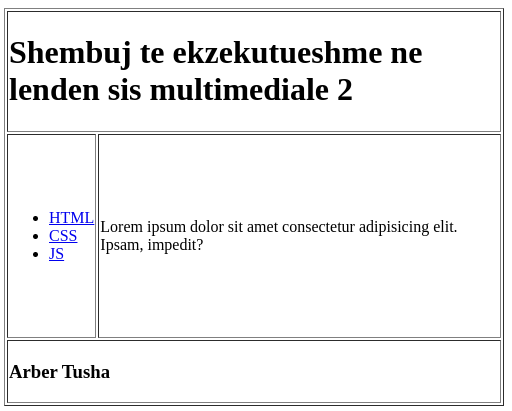 Shembuj te ekzekutueshme ne
lenden sis multimediale 2
HTML
CSS
JS
Lorem ipsum dolor sit amet consectetur adipisicing elit.
Ipsam, impedit?
Arber Tusha